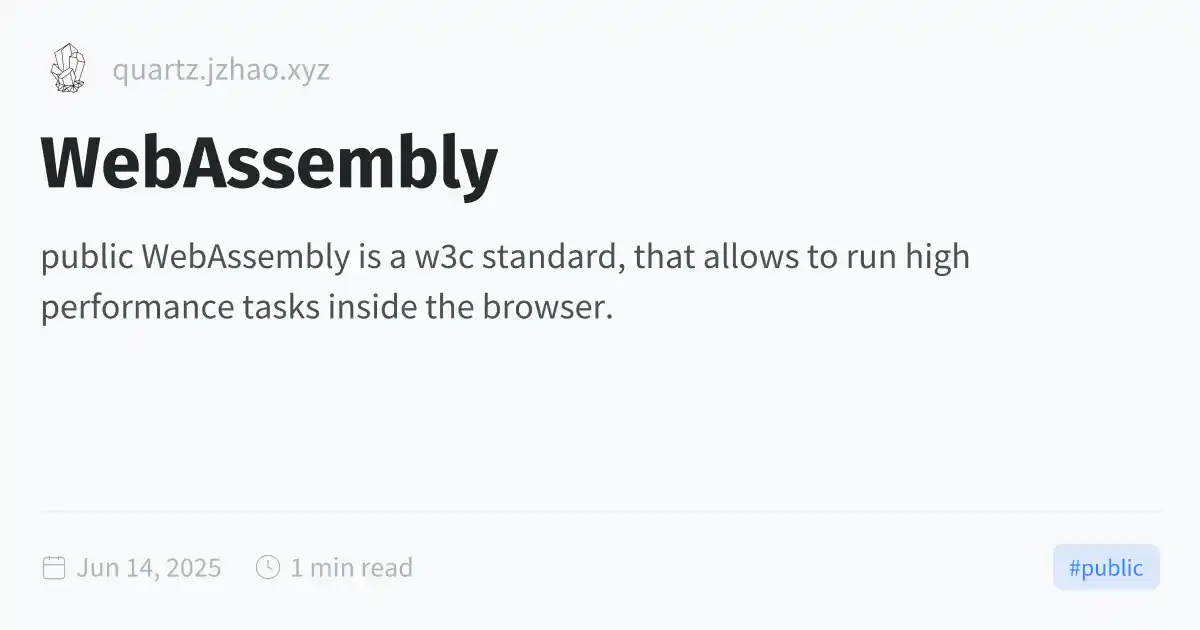 quartz.jzhao.xyz
WebAssembly
public WebAssembly is a w3c standard, that allows to run high
performance tasks inside the browser.
Jun 14, 2025 1 min read #public